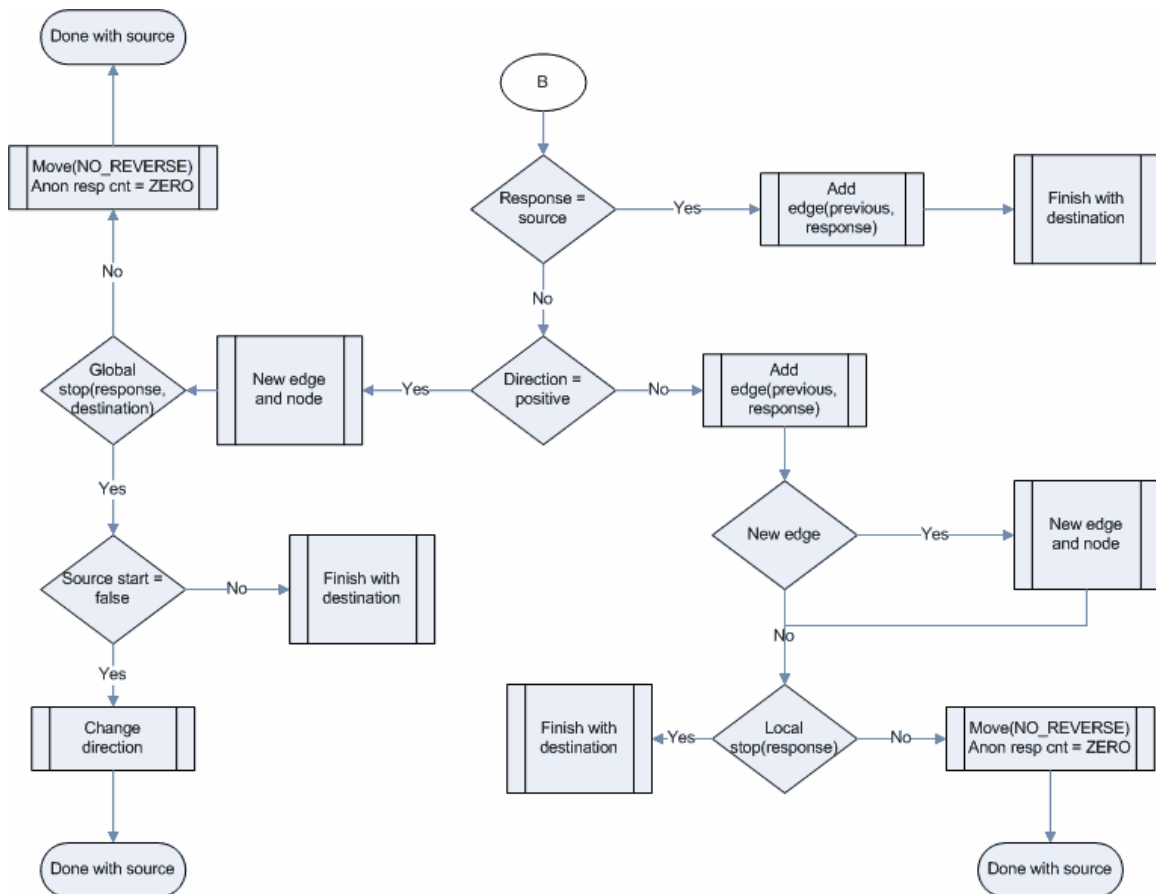 Done with source
B
Move(NO_REVERSE)
Anon resp cnt = ZERO
Response =
source
Yes
Add
edge(previous,
response)
Finish with
destination
No
No
Global
stop(response,
destination)
New edge
and node
Yes
Direction =
positive
No
Add
edge(previous,
response)
Yes
New edge
Yes
New edge
and node
Source start =
false
No
Finish with
destination
No
Yes
Change
direction
Finish with
destination
Yes
Local
stop(response)
No
Move(NO_REVERSE)
Anon resp cnt = ZERO
Done with source
Done with source